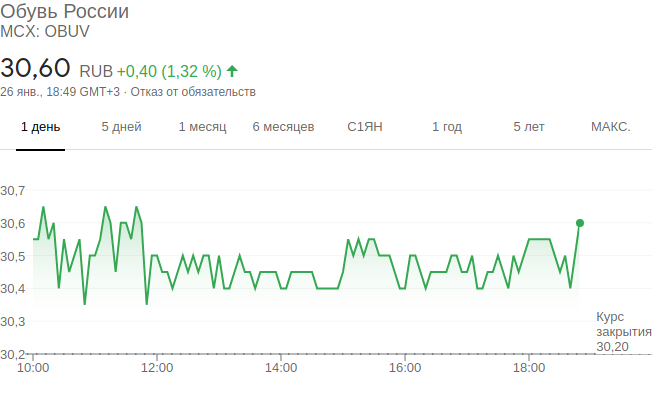 Обувь России
MCX: OBUV
30,60 RUB +0,40 (1,32 %)
26 янв., 18:49 GMT+3 · Отказ от обязательств
1 день 5 дней 1 месяц 6 месяцев С1ЯН 1 год 5 лет МАКС.
30,7
30,6
30,5
30,4
30,3
30,2
Курс
закрытия
30,20
10:00 12:00 14:00 16:00 18:00